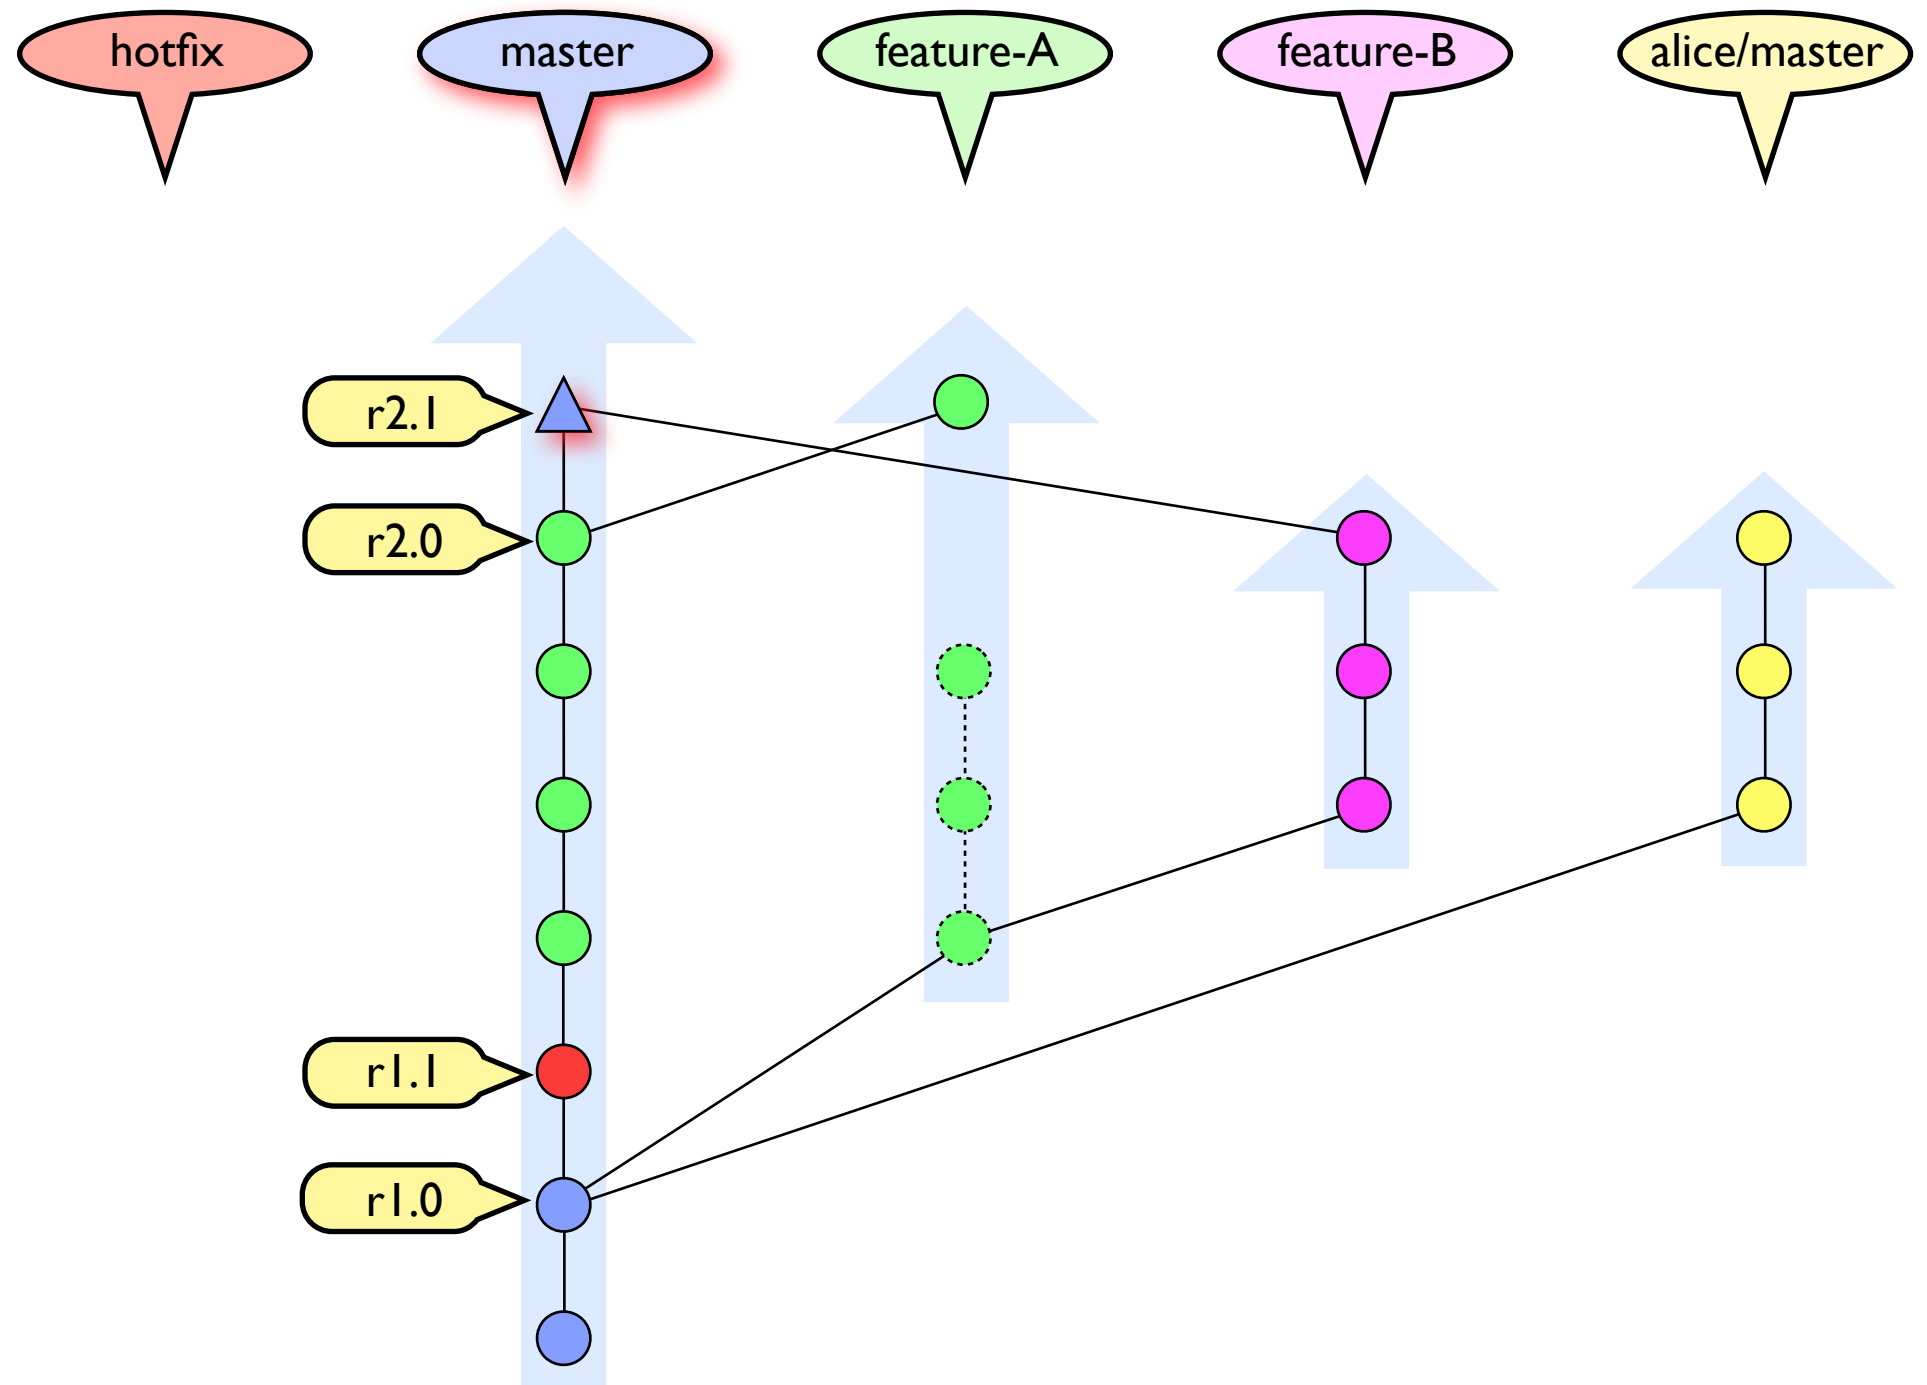 hotfix
master
feature-A
feature-B
alice/master
r2.1
r2.0
r1.1
r1.0